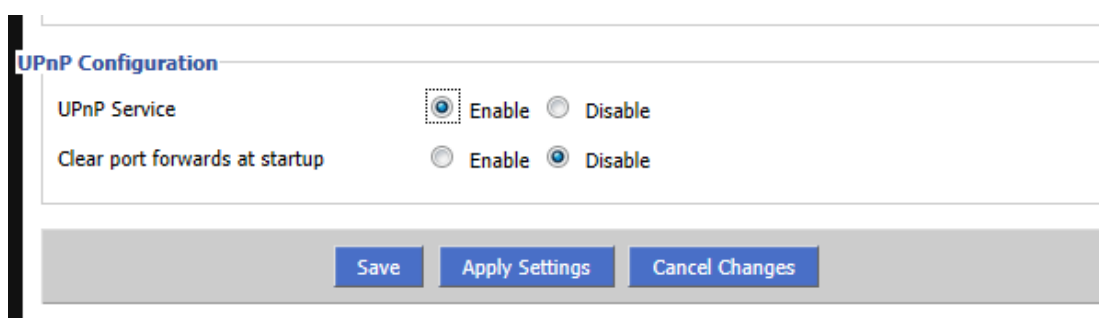 UPnP Configuration
UPnP Service Enable Disable
Clear port forwards at startup Enable Disable
Save Apply Settings Cancel Changes